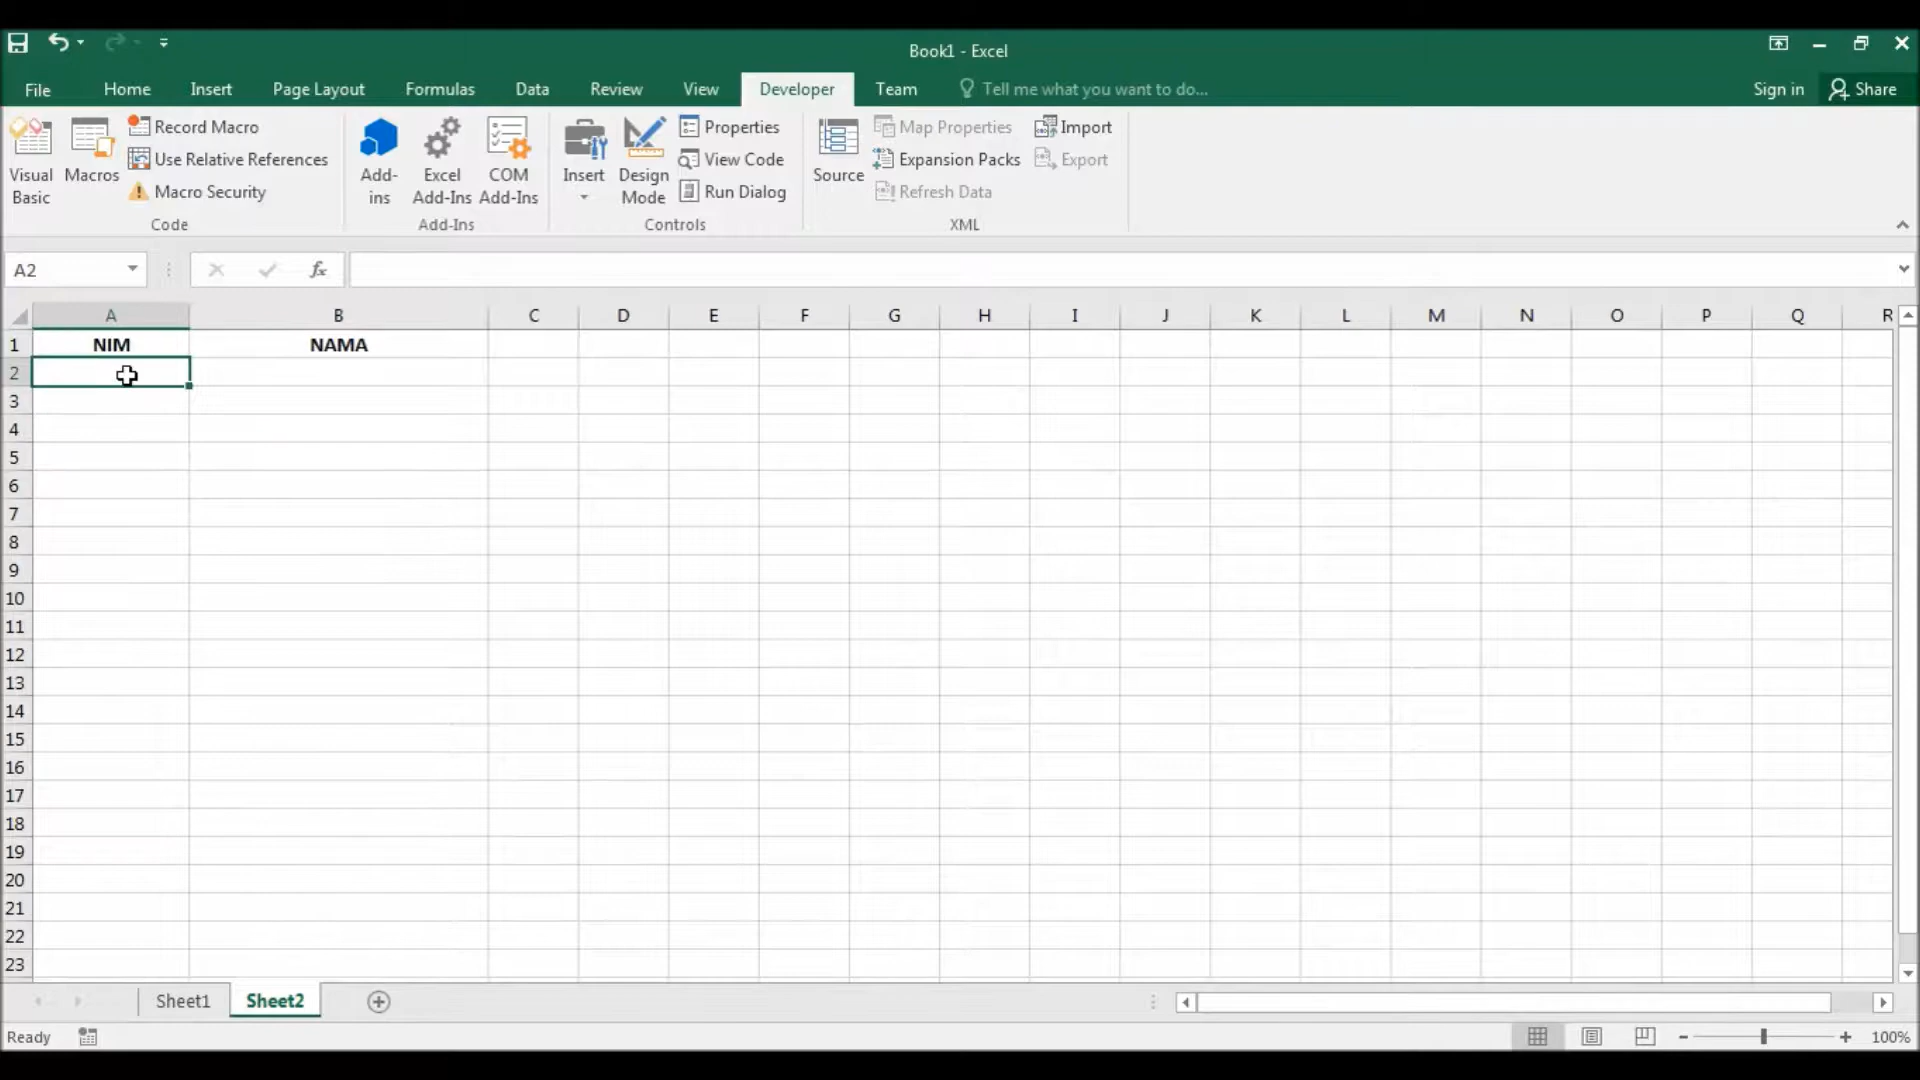 Book1 - Excel
File Home Insert Page Layout Formulas Data Review View Developer Team Tell me what you want to do... Sign in Share
Visual Basic
Macros
Record Macro
Use Relative References
Macro Security
Code
Add-ins
Excel Add-Ins
COM Add-Ins
Add-Ins
Insert
Design Mode
Properties
View Code
Run Dialog
Controls
Source
Map Properties
Expansion Packs
Refresh Data
Import
Export
XML
A2 fx
A B C D E F G H I J K L M N O P Q R
1 NIM NAMA
2
3
4
5
6
7
8
9
10
11
12
13
14
15
16
17
18
19
20
21
22
23
Sheet1 Sheet2
Ready 100%